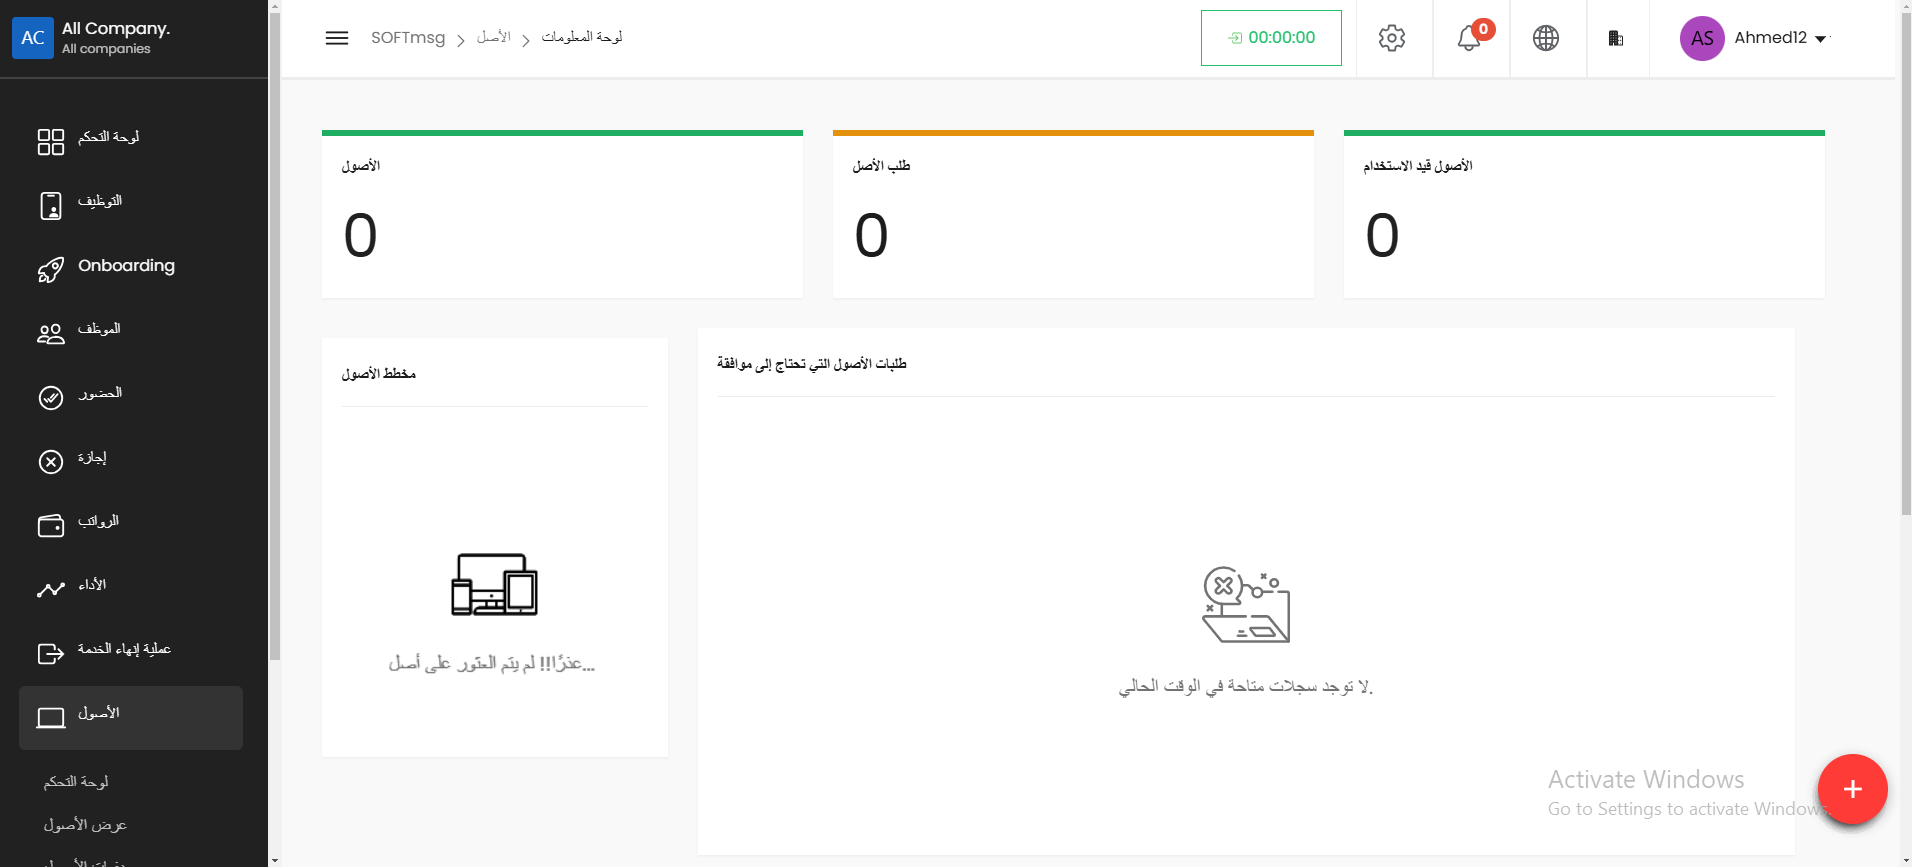 AC
All Company.
All companies
لوحة التحكم
التوظيف
Onboarding
الموظف
الحضور
إجازة
الرواتب
الأداء
عملية إنهاء الخدمة
الأصول
لوحة التحكم
عرض الأصول
SOFTmsg
الأصل
لوحة المعلومات
00:00:00
0
AS
Ahmed12
الأصول
0
طلب الأصل
0
الأصول قيد الاستخدام
0
مخطط الأصول
عذرًا!! لم يتم العثور على أصل...
طلبات الأصول التي تحتاج إلى موافقة
لا توجد سجلات متاحة في الوقت الحالي.
Activate Windows
Go to Settings to activate Windows.